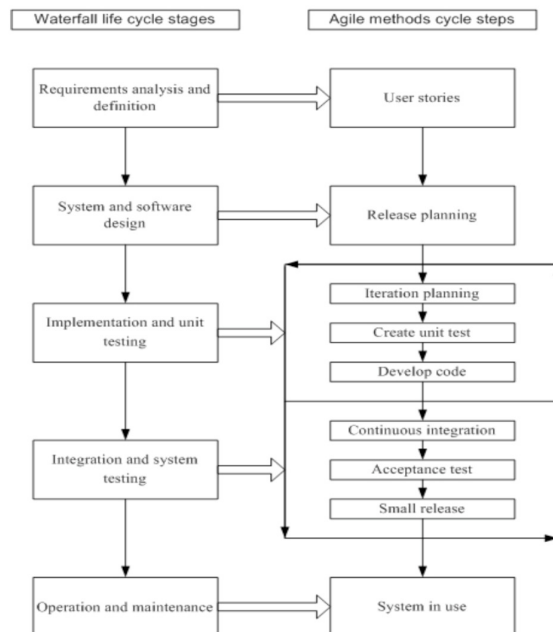 Waterfall life cycle stages
Agile methods cycle steps
Requirements analysis and
definition
User stories
System and software
design
Release planning
Iteration planning
Implementation and unit
testing
Create unit test
Develop code
Continuous integration
Integration and system
testing
Acceptance test
Small release
Operation and maintenance
System in use